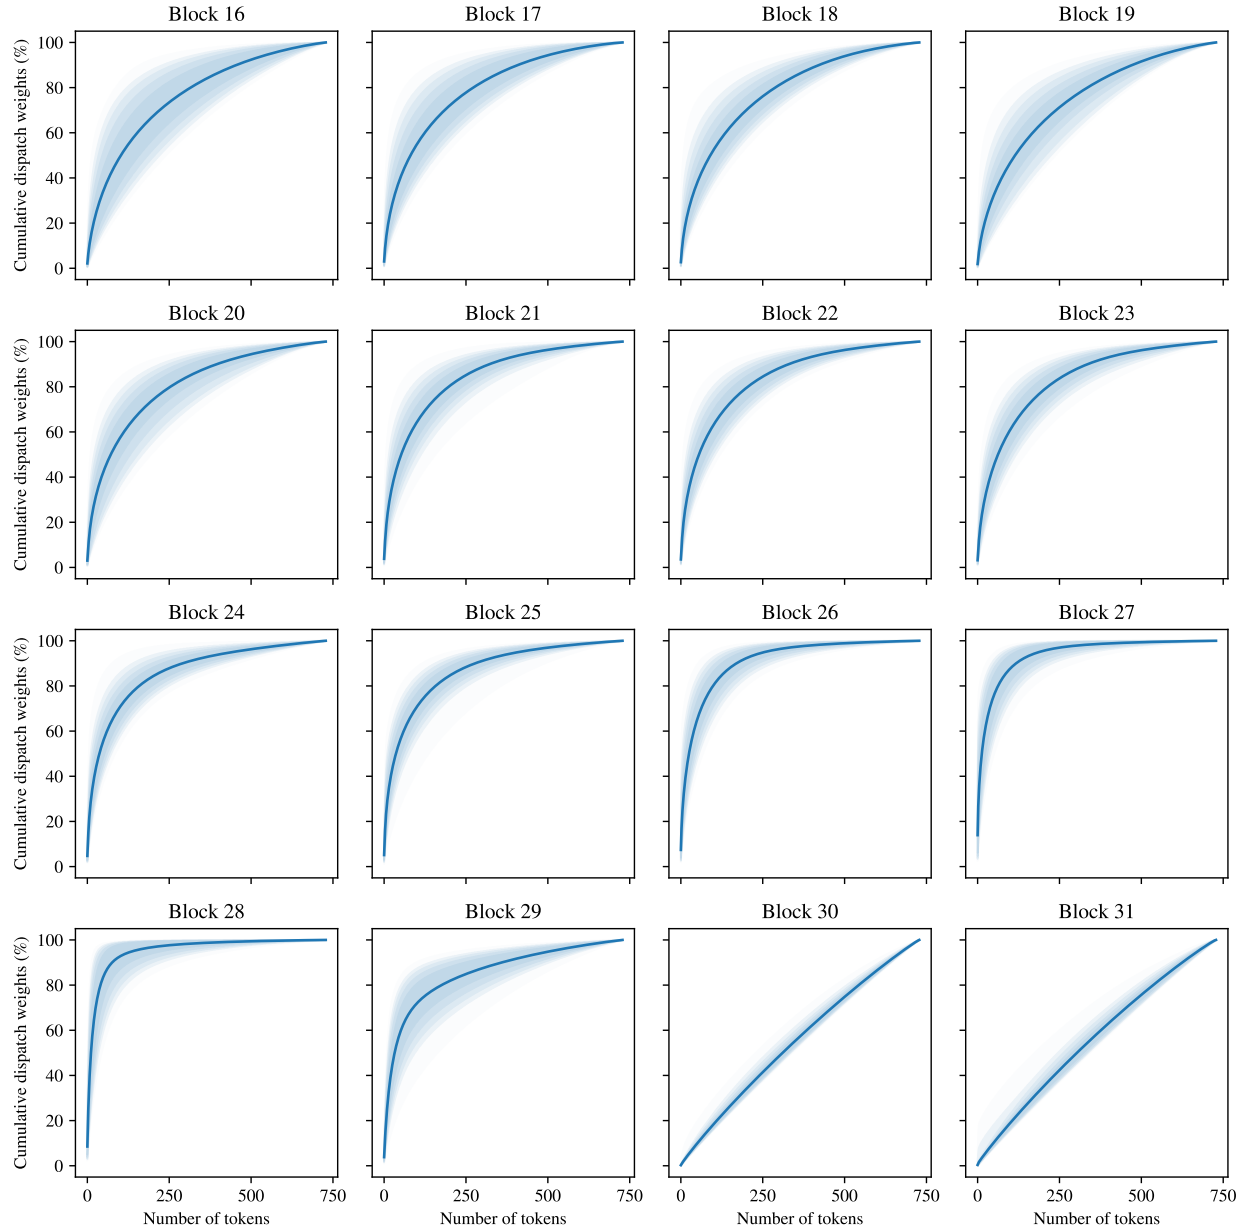 Block 16
Block 17
Block 18
Block 19
Cumulative dispatch weights (%)
100
80
60
40
20
0
Block 20
Block 21
Block 22
Block 23
Cumulative dispatch weights (%)
100
80
60
40
20
0
Block 24
Block 25
Block 26
Block 27
Cumulative dispatch weights (%)
100
80
60
40
20
0
Block 28
Block 29
Block 30
Block 31
Cumulative dispatch weights (%)
100
80
60
40
20
0
0 250 500 750
0 250 500 750
0 250 500 750
0 250 500 750
Number of tokens
Number of tokens
Number of tokens
Number of tokens